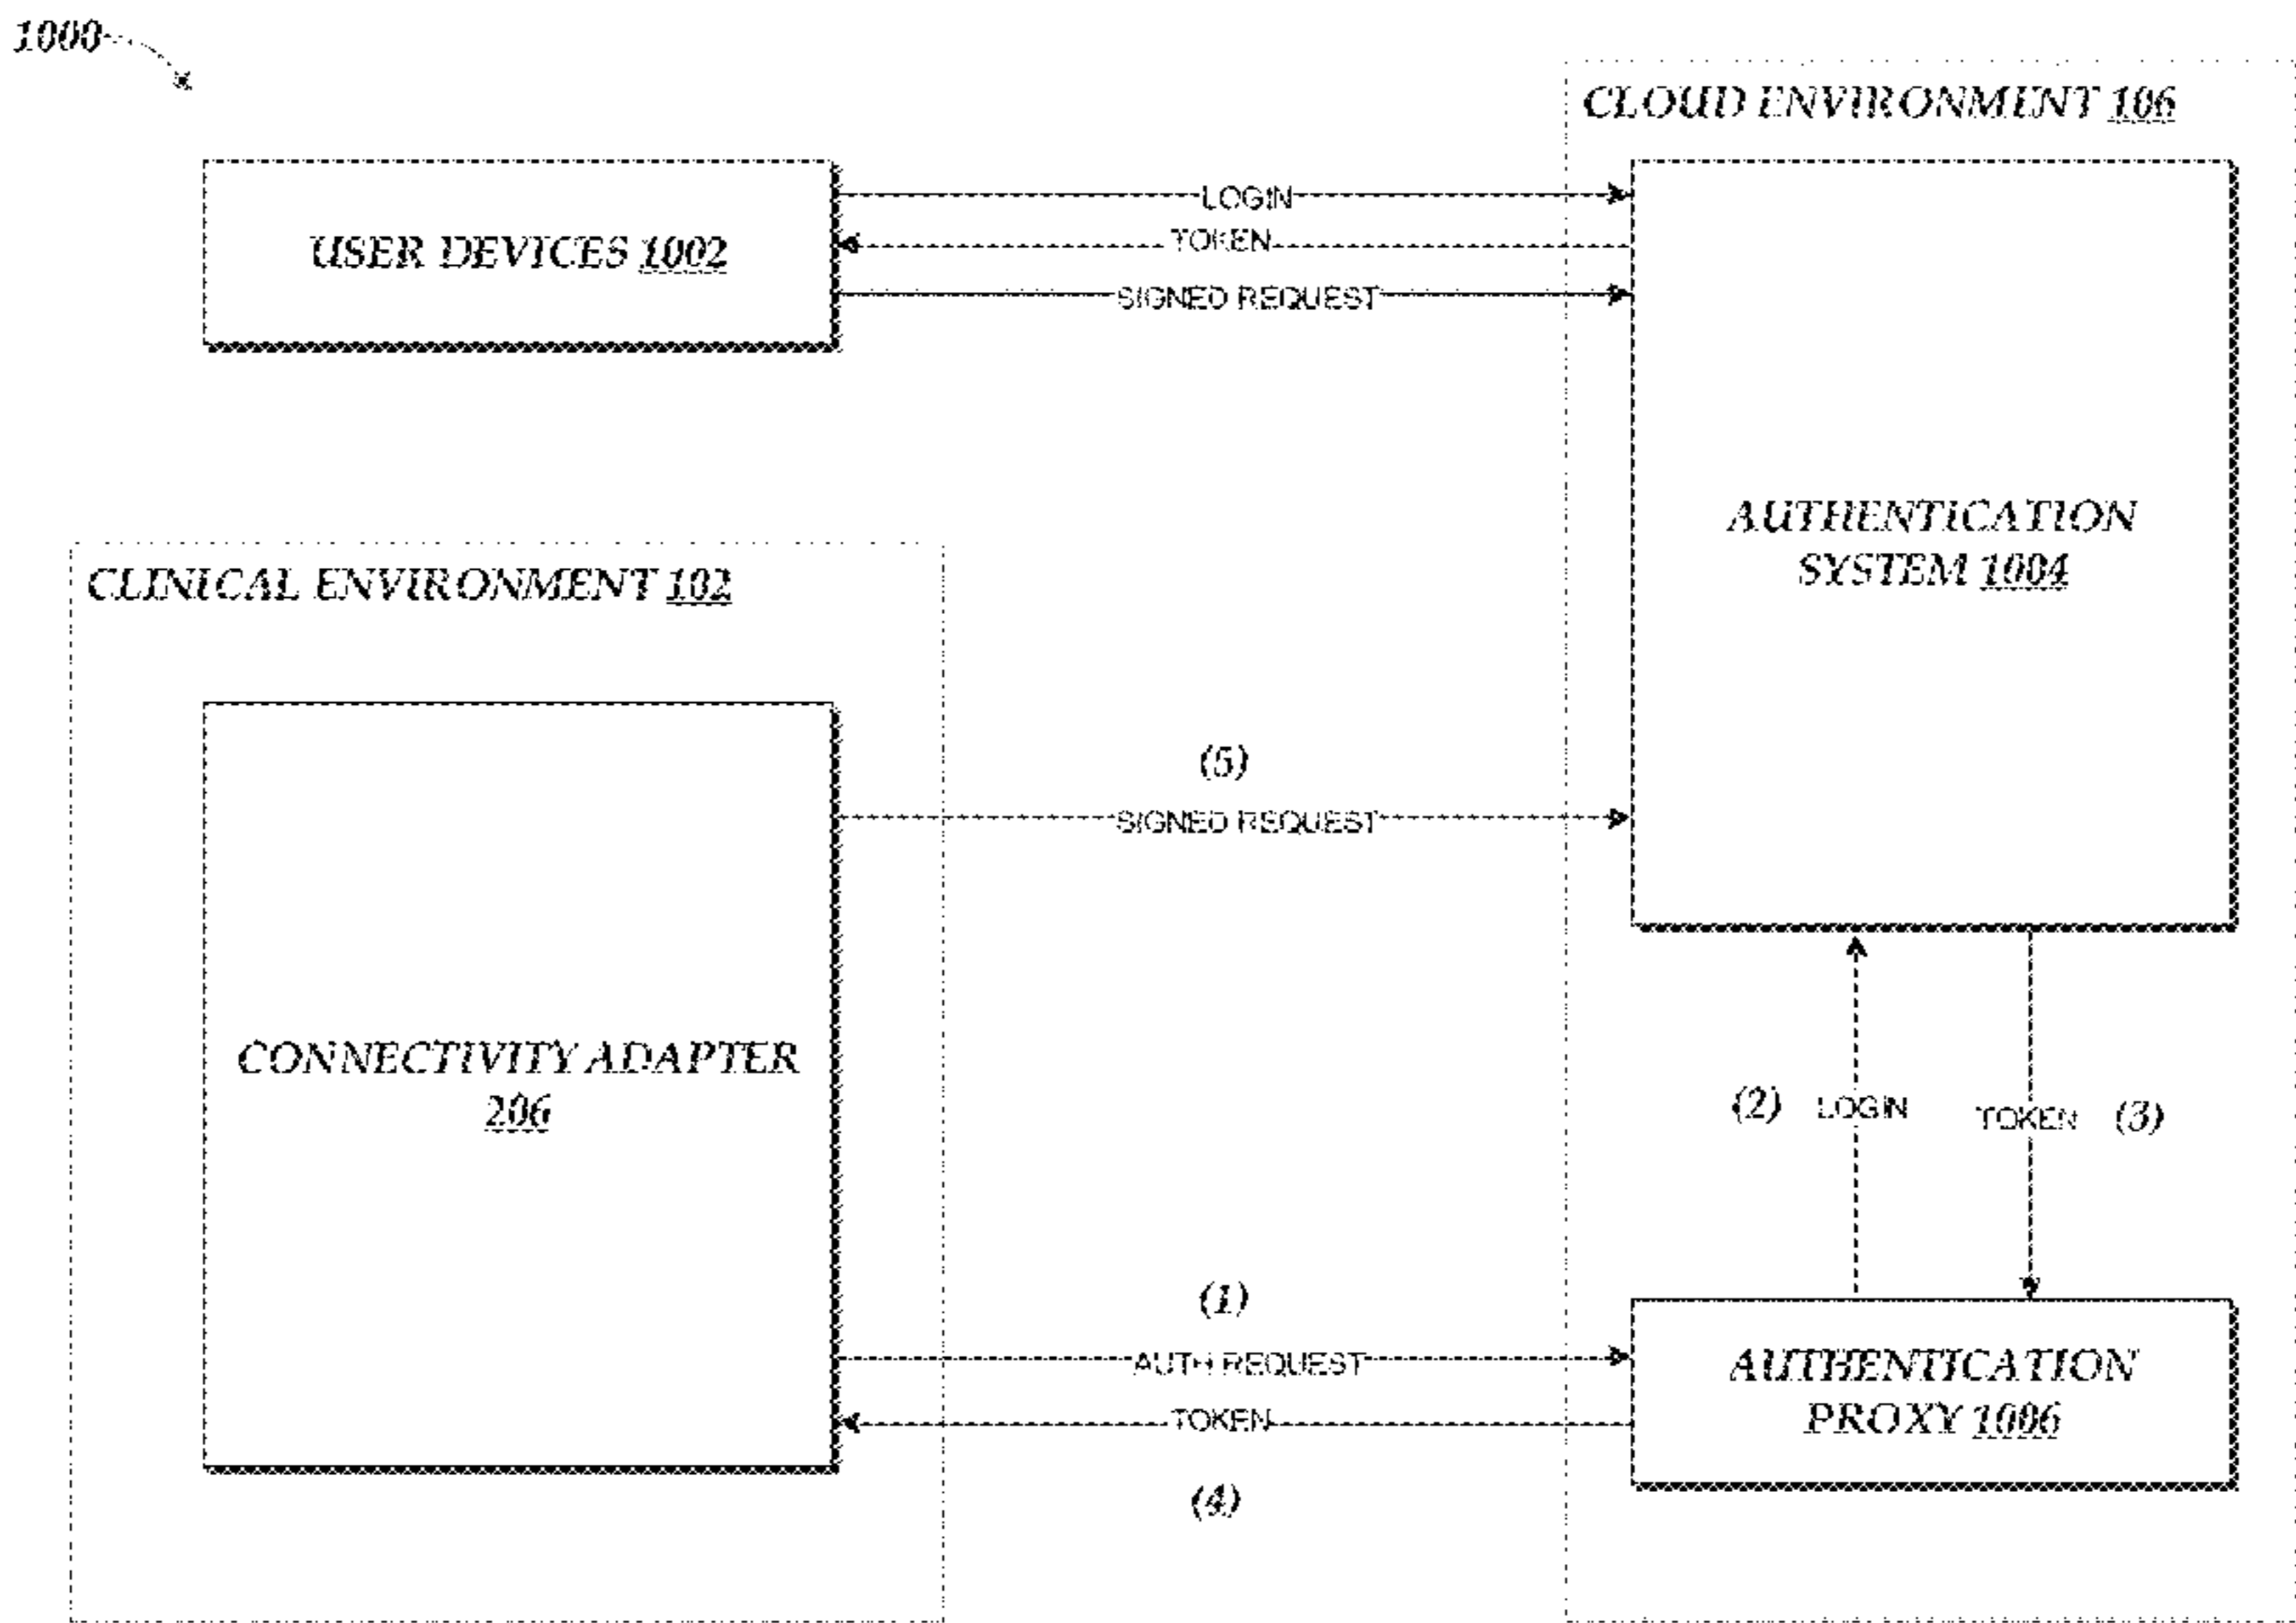 1000
CLOUD ENVIRONMENT 106
USER DEVICES 1002
LOGIN
TOKEN
SIGNED REQUEST
AUTHENTICATION
SYSTEM 1004
CLINICAL ENVIRONMENT 102
(5)
SIGNED REQUEST
CONNECTIVITY ADAPTER
206
(2) LOGIN TOKEN (3)
(1)
AUTH REQUEST
TOKEN
(4)
AUTHENTICATION
PROXY 1006